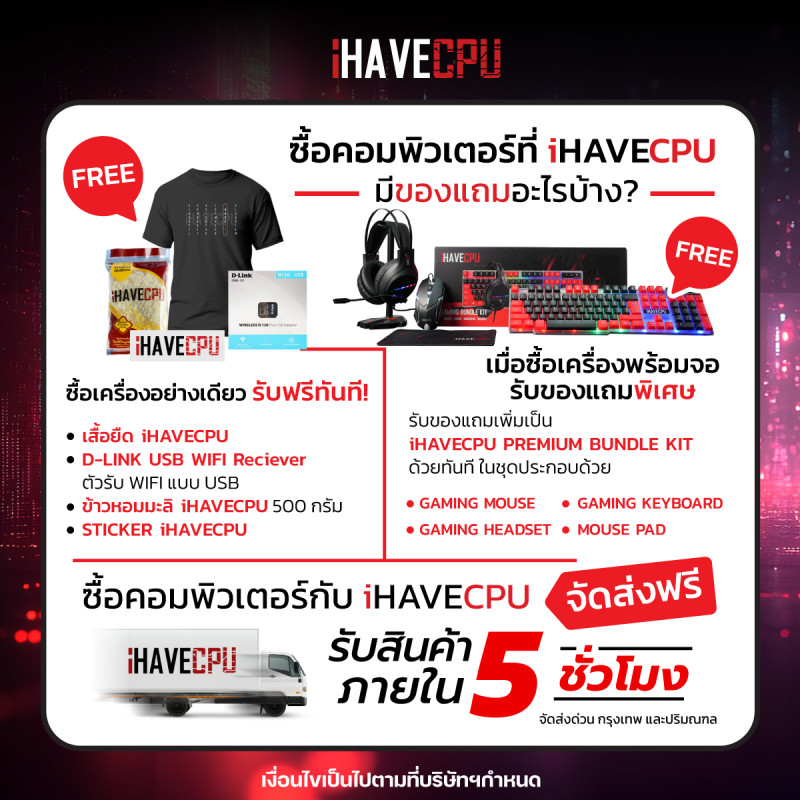 iHAVECPU
ซื้อคอมพิวเตอร์ที่ iHAVECPU
มีของแถมอะไรบ้าง?
FREE
FREE
iHAVECPU
D-Link
N150 USB
iHAVECPU
iHAVECPU
GAMING BUNDLE KIT
ซื้อเครื่องอย่างเดียว รับฟรีทันที!
• เสื้อยืด iHAVECPU
• D-LINK USB WIFI Reciever
ตัวรับ WIFI แบบ USB
• ข้าวหอมมะลิ iHAVECPU 500 กรัม
• STICKER iHAVECPU
เมื่อซื้อเครื่องพร้อมจอ
รับของแถมพิเศษ
รับของแถมเพิ่มเป็น
iHAVECPU PREMIUM BUNDLE KIT
ด้วยทันที ในชุดประกอบด้วย
• GAMING MOUSE • GAMING KEYBOARD
• GAMING HEADSET • MOUSE PAD
ซื้อคอมพิวเตอร์กับ iHAVECPU จัดส่งฟรี
iHAVECPU
รับสินค้า
ภายใน 5 ชั่วโมง
จัดส่งด่วน กรุงเทพ และปริมณฑล
เงื่อนไขเป็นไปตามที่บริษัทฯกำหนด